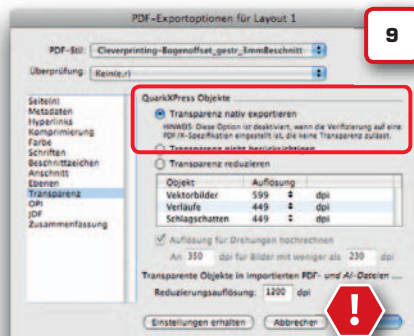 PDF-Exportoptionen für Layout 1
9
PDF-Stil: Cleverprinting-Bogenoffset_gestr_3mmBeschnitt
Überprüfung: Kein(e,r)
Seite(n)
Metadaten
Hyperlinks
Komprimierung
Farbe
Schriften
Beschnittzeichen
Anschnitt
Ebenen
Transparenz
OPI
JDF
Zusammenfassung
QuarkXPress Objekte
Transparenz nativ exportieren
HINWEIS: Diese Option ist deaktiviert, wenn die Verifizierung auf eine
PDF/X-Spezifikation eingestellt ist, die keine Transparenz zulässt.
Transparenz nicht berücksichtigen
Transparenz reduzieren
Objekt Auflösung
Vektorbilder 599 dpi
Verläufe 449 dpi
Schlagschatten 449 dpi
Auflösung für Drehungen hochrechnen
An 350 dpi für Bilder mit weniger als 230 dpi
Transparente Objekte in importierten PDF- und AI-Dateien
Reduzierungsauflösung: 1200 dpi
Einstellungen erhalten Abbrechen
!